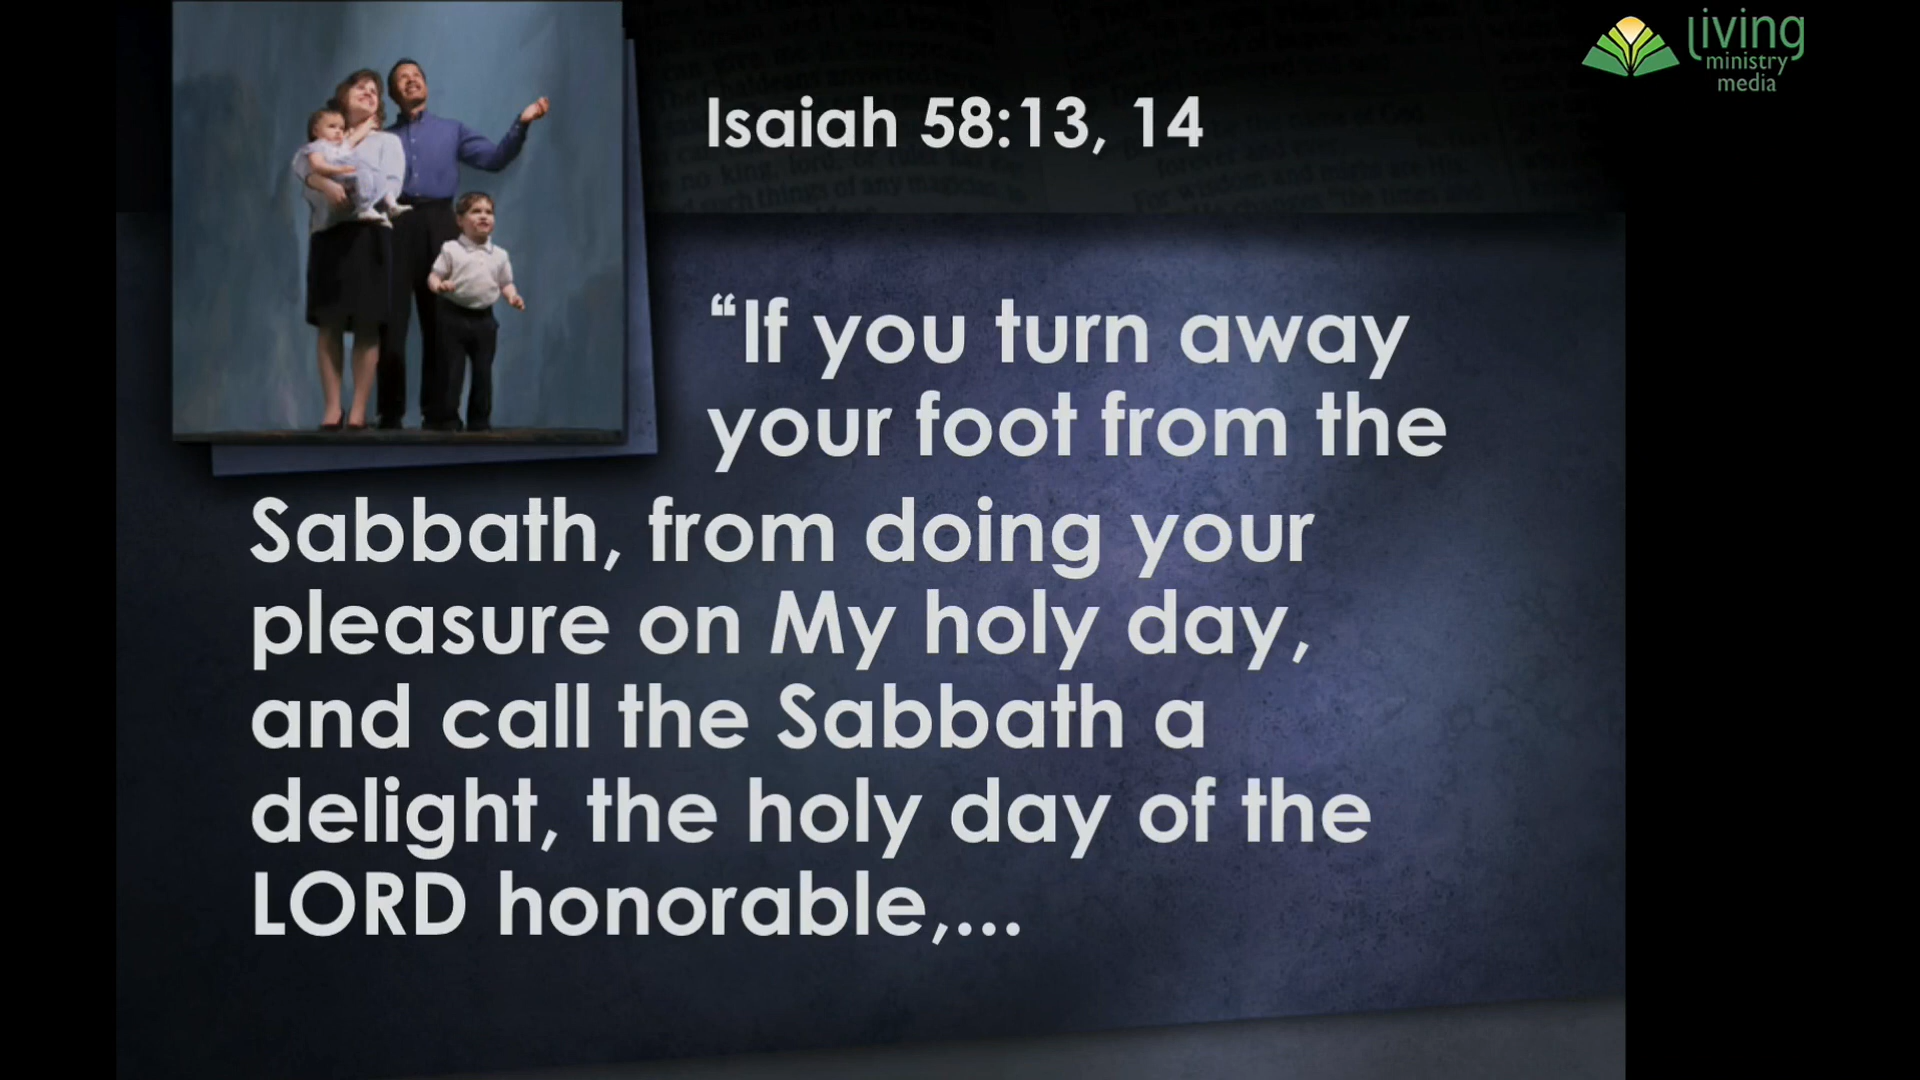 living
ministry
media
Isaiah 58:13, 14
“If you turn away
your foot from the
Sabbath, from doing your
pleasure on My holy day,
and call the Sabbath a
delight, the holy day of the
LORD honorable,...